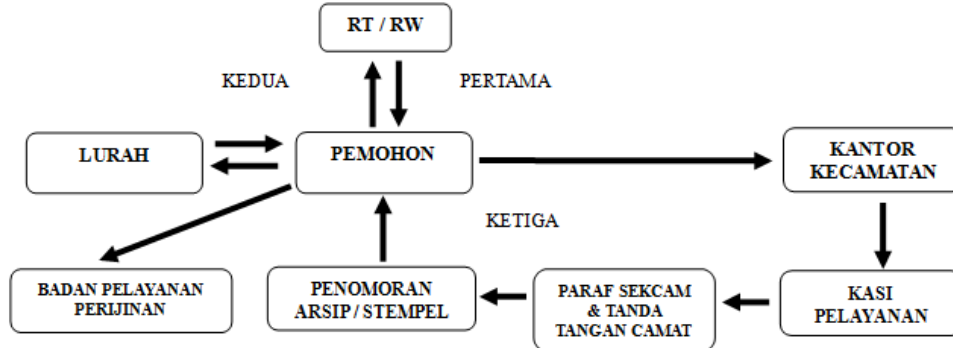 RT / RW
KEDUA
PERTAMA
LURAH
PEMOHON
KANTOR
KECAMATAN
KETIGA
BADAN PELAYANAN
PERIJINAN
PENOMORAN
ARSIP / STEMPEL
PARAF SEKCAM
& TANDA
TANGAN CAMAT
KASI
PELAYANAN